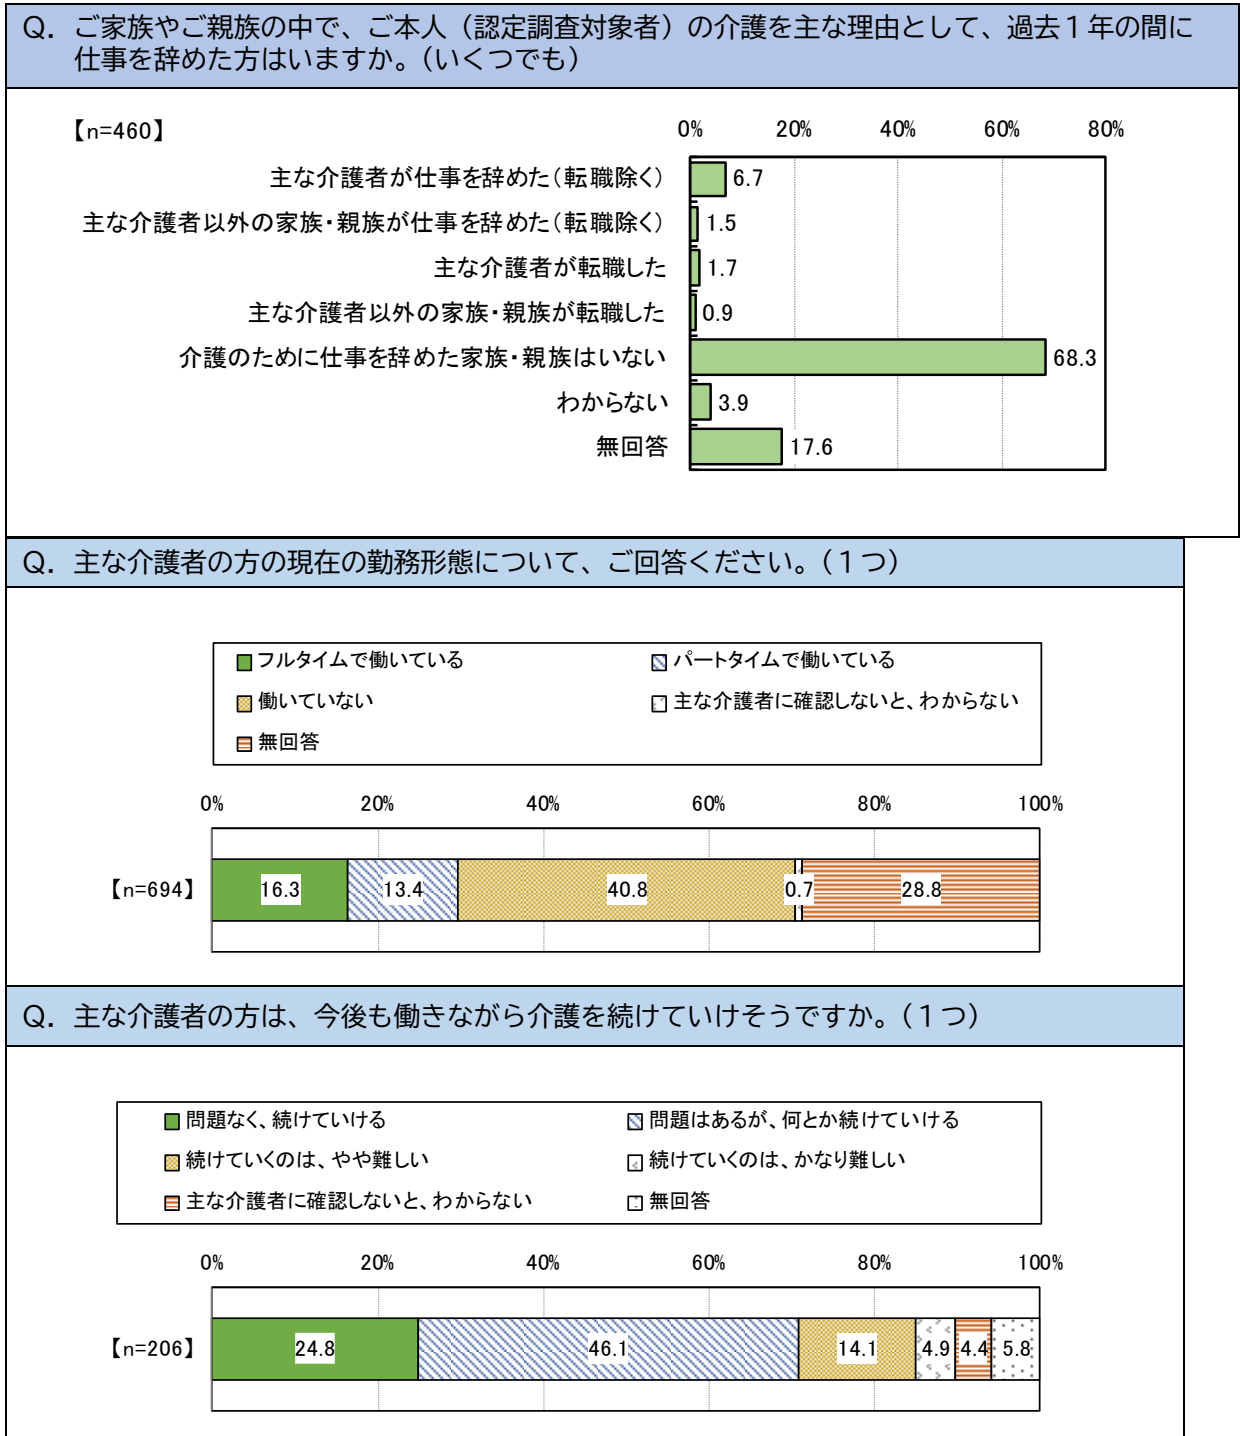 Q．ご家族やご親族の中で、ご本人（認定調査対象者）の介護を主な理由として、過去１年の間に
仕事を辞めた方はいますか。（いくつでも）
【n=460】
0% 20% 40% 60% 80%
主な介護者が仕事を辞めた（転職除く） 6.7
主な介護者以外の家族・親族が仕事を辞めた（転職除く） 1.5
主な介護者が転職した 1.7
主な介護者以外の家族・親族が転職した 0.9
介護のために仕事を辞めた家族・親族はいない 68.3
わからない 3.9
無回答 17.6
Q．主な介護者の方の現在の勤務形態について、ご回答ください。（１つ）
フルタイムで働いている パートタイムで働いている
働いていない 主な介護者に確認しないと、わからない
無回答
0% 20% 40% 60% 80% 100%
【n=694】 16.3 13.4 40.8 0.7 28.8
Q．主な介護者の方は、今後も働きながら介護を続けていけそうですか。（１つ）
問題なく、続けていける 問題はあるが、何とか続けていける
続けていくのは、やや難しい 続けていくのは、かなり難しい
主な介護者に確認しないと、わからない 無回答
0% 20% 40% 60% 80% 100%
【n=206】 24.8 46.1 14.1 4.9 4.4 5.8